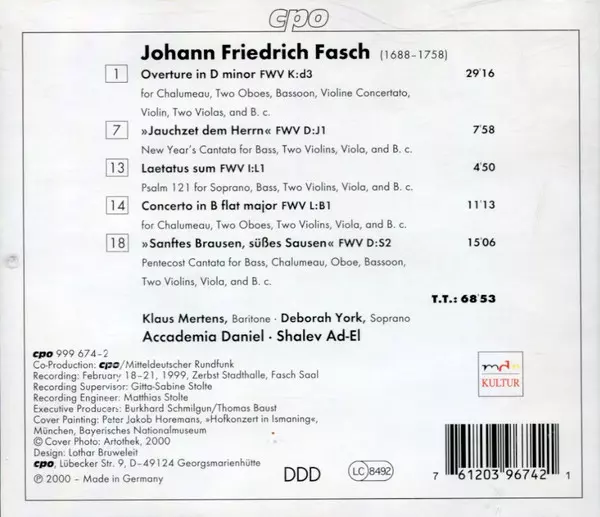 cpo
Johann Friedrich Fasch (1688–1758)
1 Overture in D minor FWV K:d3 29'16
for Chalumeau, Two Oboes, Bassoon, Violine Concertato,
Violin, Two Violas, and B. c.
7 »Jauchzet dem Herrn« FWV D:J1 7'58
New Year's Cantata for Bass, Two Violins, Viola, and B. c.
13 Laetatus sum FWV I:L1 4'50
Psalm 121 for Soprano, Bass, Two Violins, Viola, and B. c.
14 Concerto in B flat major FWV L:B1 11'13
for Chalumeau, Two Oboes, Two Violins, Viola, and B. c.
18 »Sanftes Brausen, süßes Sausen« FWV D:S2 15'06
Pentecost Cantata for Bass, Chalumeau, Oboe, Bassoon,
Two Violins, Viola, and B. c.
T.T.: 68'53
Klaus Mertens, Baritone · Deborah York, Soprano
Accademia Daniel · Shalev Ad-El
cpo 999 674–2
Co-Production: cpo/Mitteldeutscher Rundfunk
Recording: February 18–21, 1999, Zerbst Stadthalle, Fasch Saal
Recording Supervisor: Gitta-Sabine Stolte
Recording Engineer: Matthias Stolte
Executive Producers: Burkhard Schmilgun/Thomas Baust
Cover Painting: Peter Jakob Horemans, »Hofkonzert in Ismaning«,
München, Bayerisches Nationalmuseum
© Cover Photo: Artothek, 2000
Design: Lothar Bruweleit
cpo, Lübecker Str. 9, D–49124 Georgsmarienhütte
℗ 2000 – Made in Germany
DDD
LC 8492
mdr
KULTUR
7 61203 96742 1